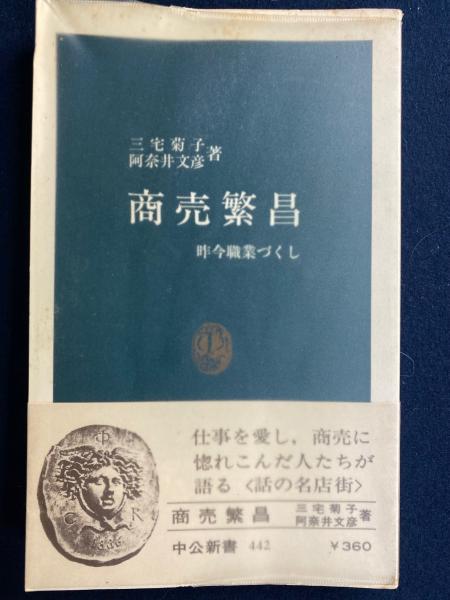 三宅菊子
阿奈井文彦 著
商売繁昌
昨今職業づくし
仕事を愛し，商売に
惚れこんだ人たちが
語る〈話の名店街〉
商売繁昌 三宅菊子
阿奈井文彦 著
中公新書 442 ￥360